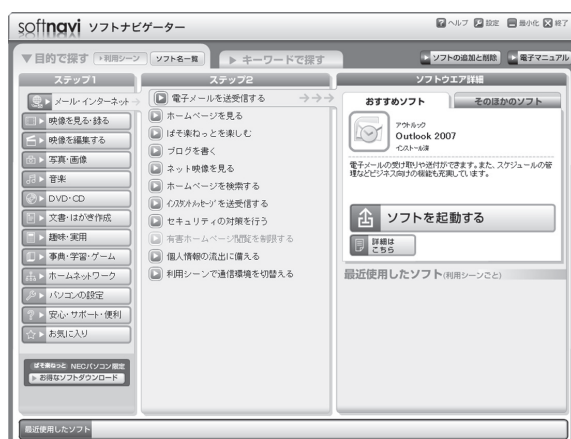 softnavi ソフトナビゲーター
ヘルプ 設定 最小化 終了
▼目的で探す ▶利用シーン ソフト名一覧 ▶ キーワードで探す ソフトの追加と削除 電子マニュアル
ステップ1 ステップ2 ソフトウエア詳細
メール・インターネット
映像を見る・録る
映像を編集する
写真・画像
音楽
DVD・CD
文書・はがき作成
趣味・実用
事典・学習・ゲーム
ホームネットワーク
パソコンの設定
安心・サポート・便利
お気に入り
ぱそ楽ねっと NECパソコン限定
お得なソフトダウンロード
電子メールを送受信する
ホームページを見る
ぱそ楽ねっとを楽しむ
ブログを書く
ネット映像を見る
ホームページを検索する
インスタントメッセージを送受信する
セキュリティの対策を行う
有害ホームページ閲覧を制限する
個人情報の流出に備える
利用シーンで通信環境を切替える
おすすめソフト そのほかのソフト
アウトルック
Outlook 2007
インストール済
電子メールの受け取りや送付ができます。また、スケジュールの管
理などビジネス向けの機能も充実しています。
ソフトを起動する
詳細は
こちら
最近使用したソフト(利用シーンごと)
最近使用したソフト